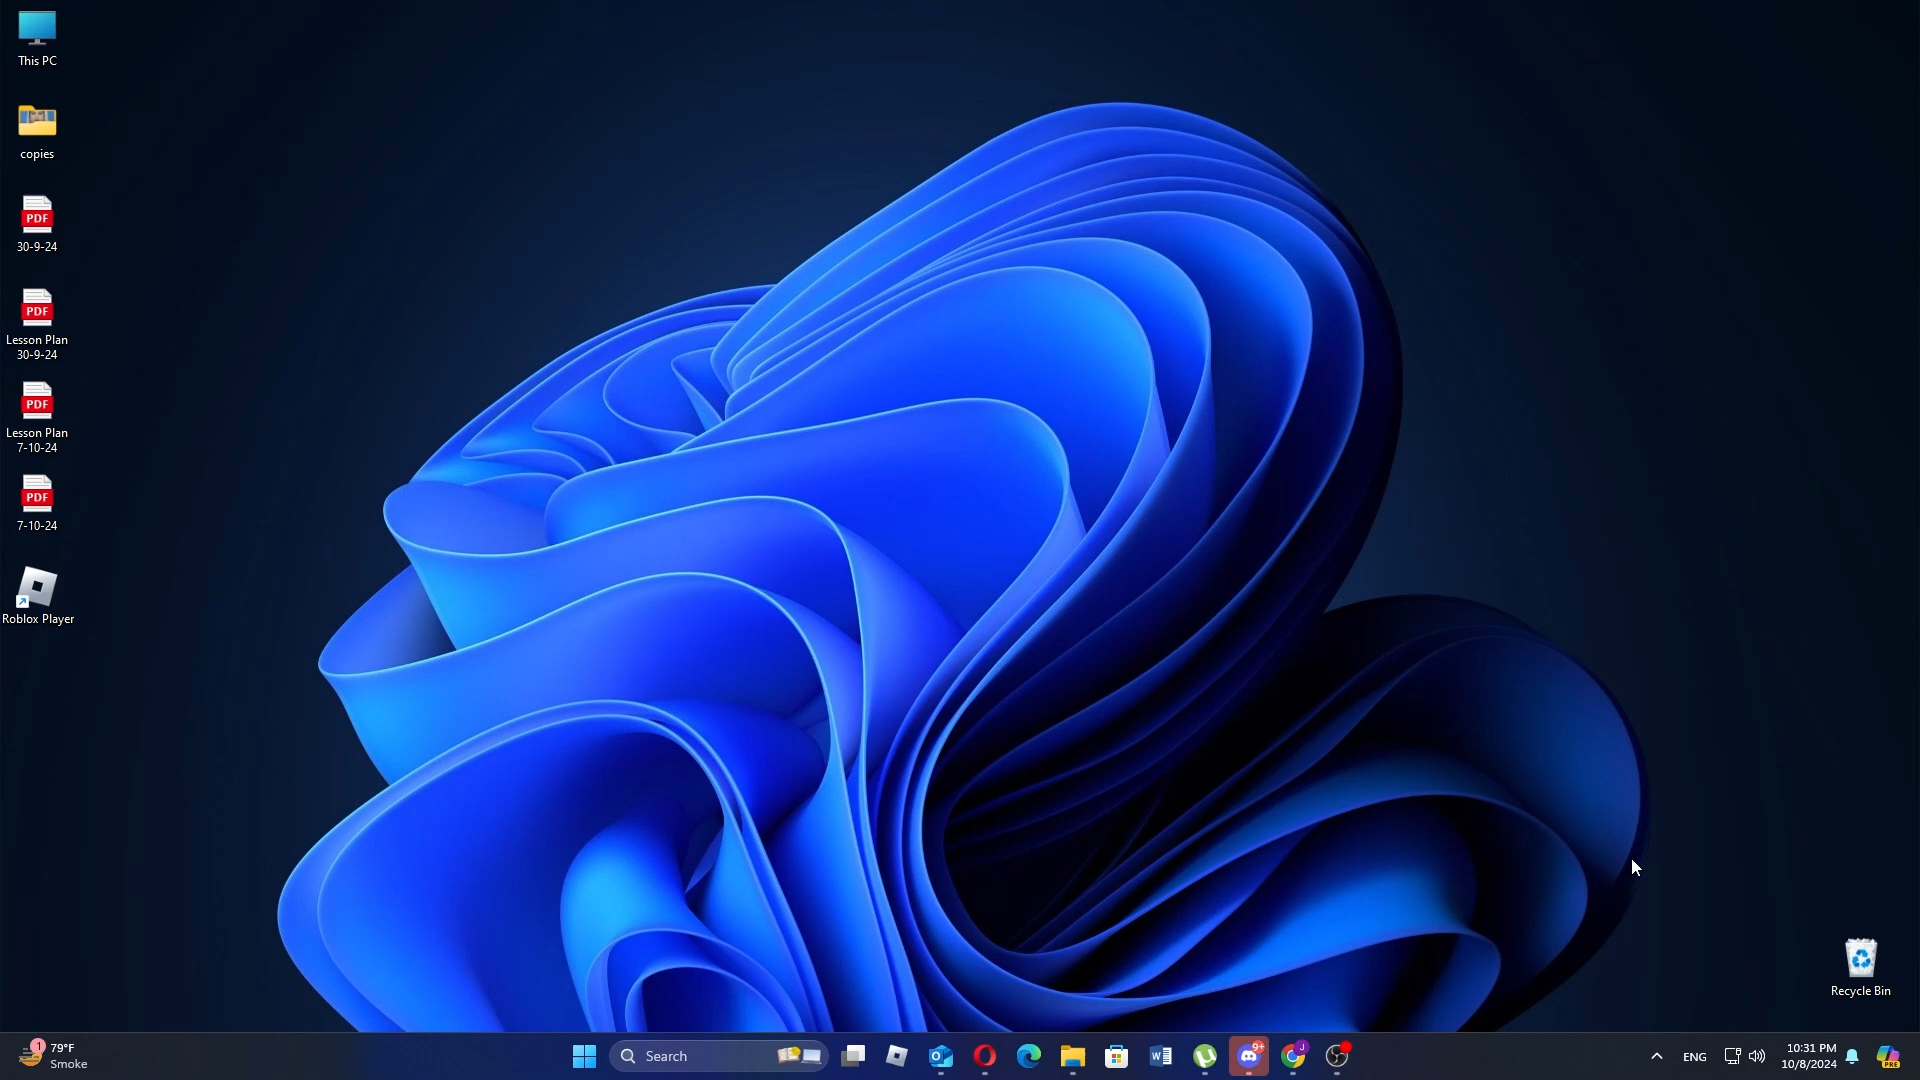 This PC
copies
PDF
30-9-24
PDF
Lesson Plan
30-9-24
PDF
Lesson Plan
7-10-24
PDF
7-10-24
Roblox Player
Recycle Bin
1
79°F
Smoke
Search
9+
J
ENG
10:31 PM
10/8/2024
PRE